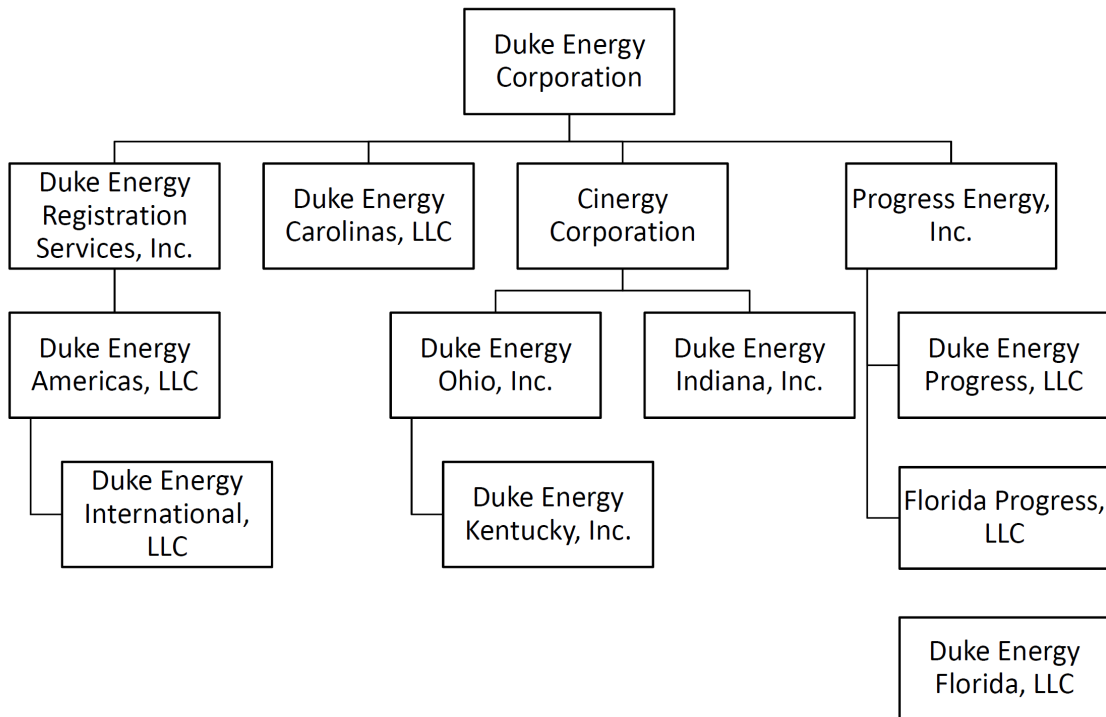 Duke Energy
Corporation
Duke Energy
Registration
Services, Inc.
Duke Energy
Carolinas, LLC
Cinergy
Corporation
Progress Energy,
Inc.
Duke Energy
Americas, LLC
Duke Energy
Ohio, Inc.
Duke Energy
Indiana, Inc.
Duke Energy
Progress, LLC
Duke Energy
International,
LLC
Duke Energy
Kentucky, Inc.
Florida Progress,
LLC
Duke Energy
Florida, LLC